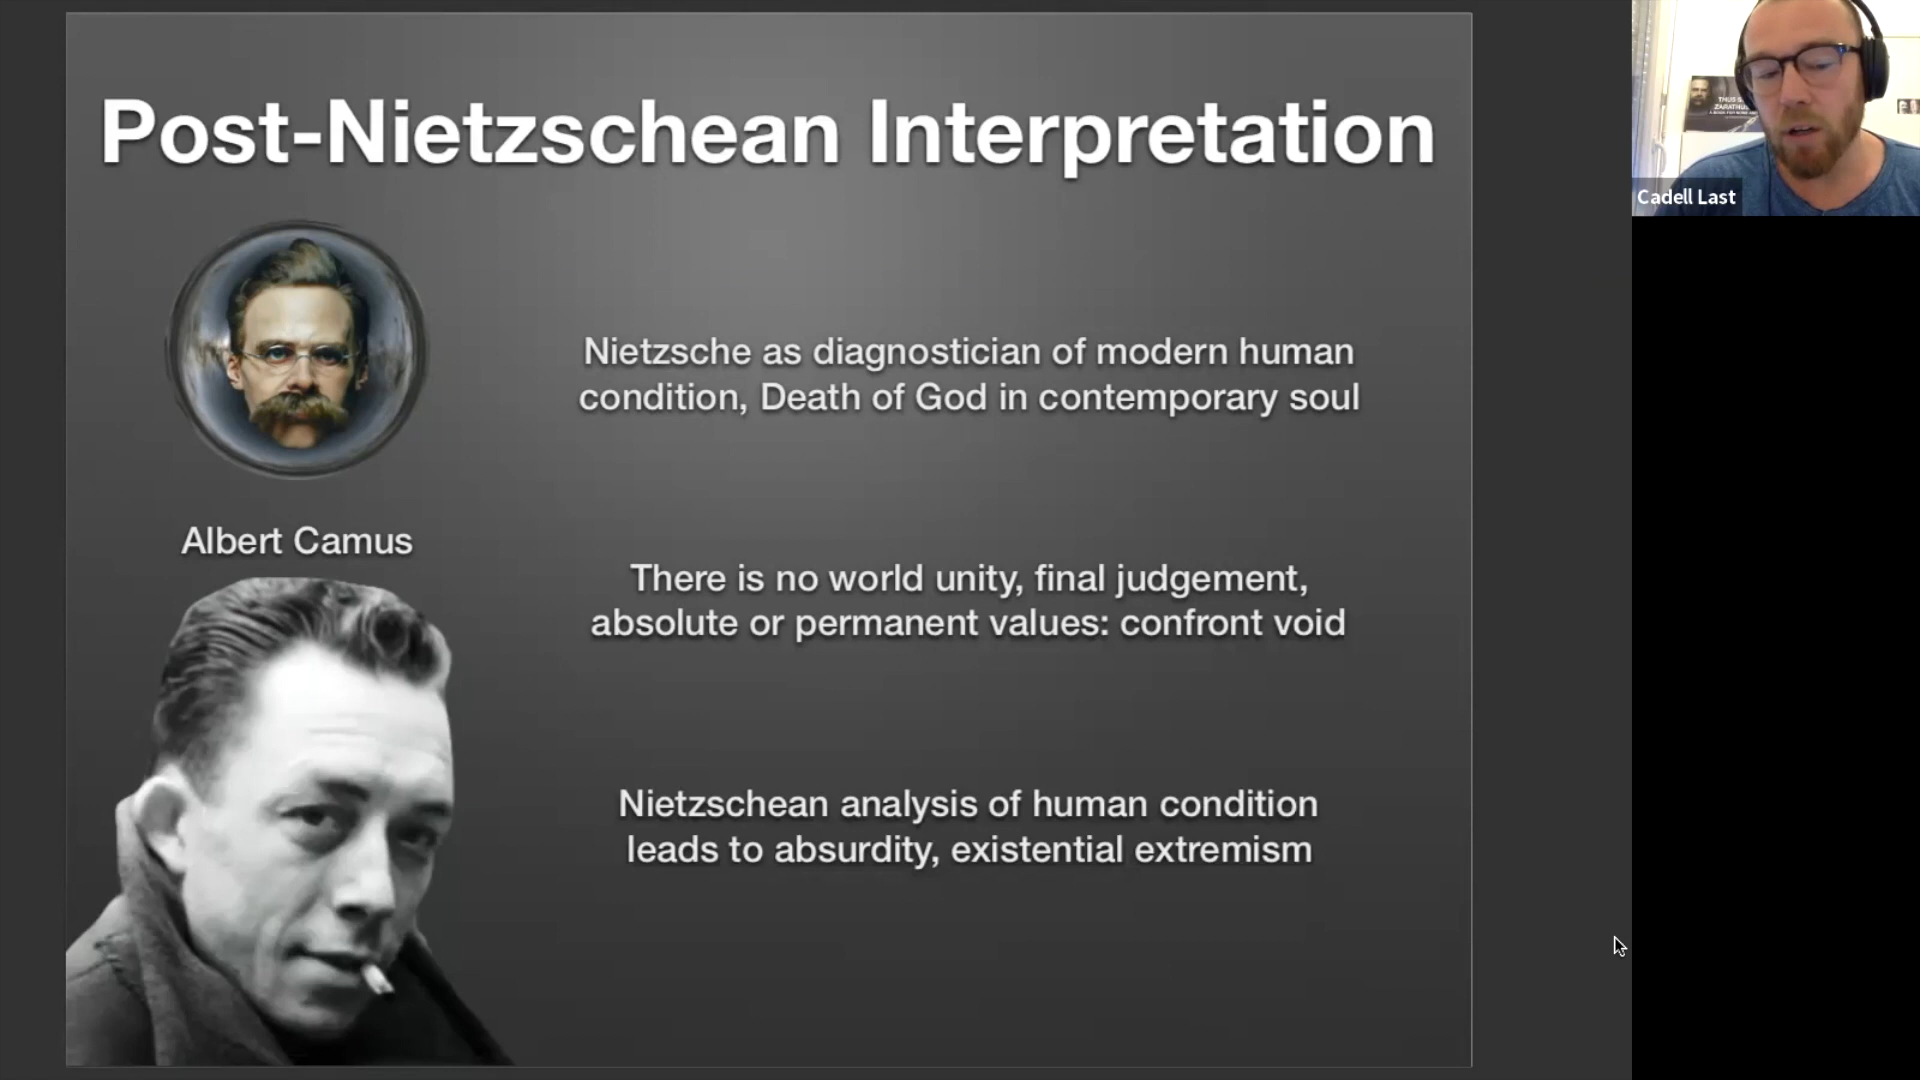 Post-Nietzschean Interpretation
Nietzsche as diagnostician of modern human
condition, Death of God in contemporary soul
Albert Camus
There is no world unity, final judgement,
absolute or permanent values: confront void
Nietzschean analysis of human condition
leads to absurdity, existential extremism
Cadell Last
THUS